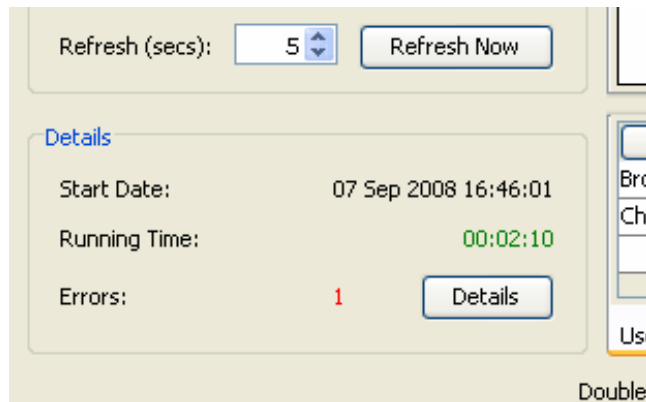 Refresh (secs): 5 Refresh Now
Details
Start Date: 07 Sep 2008 16:46:01
Running Time: 00:02:10
Errors: 1 Details